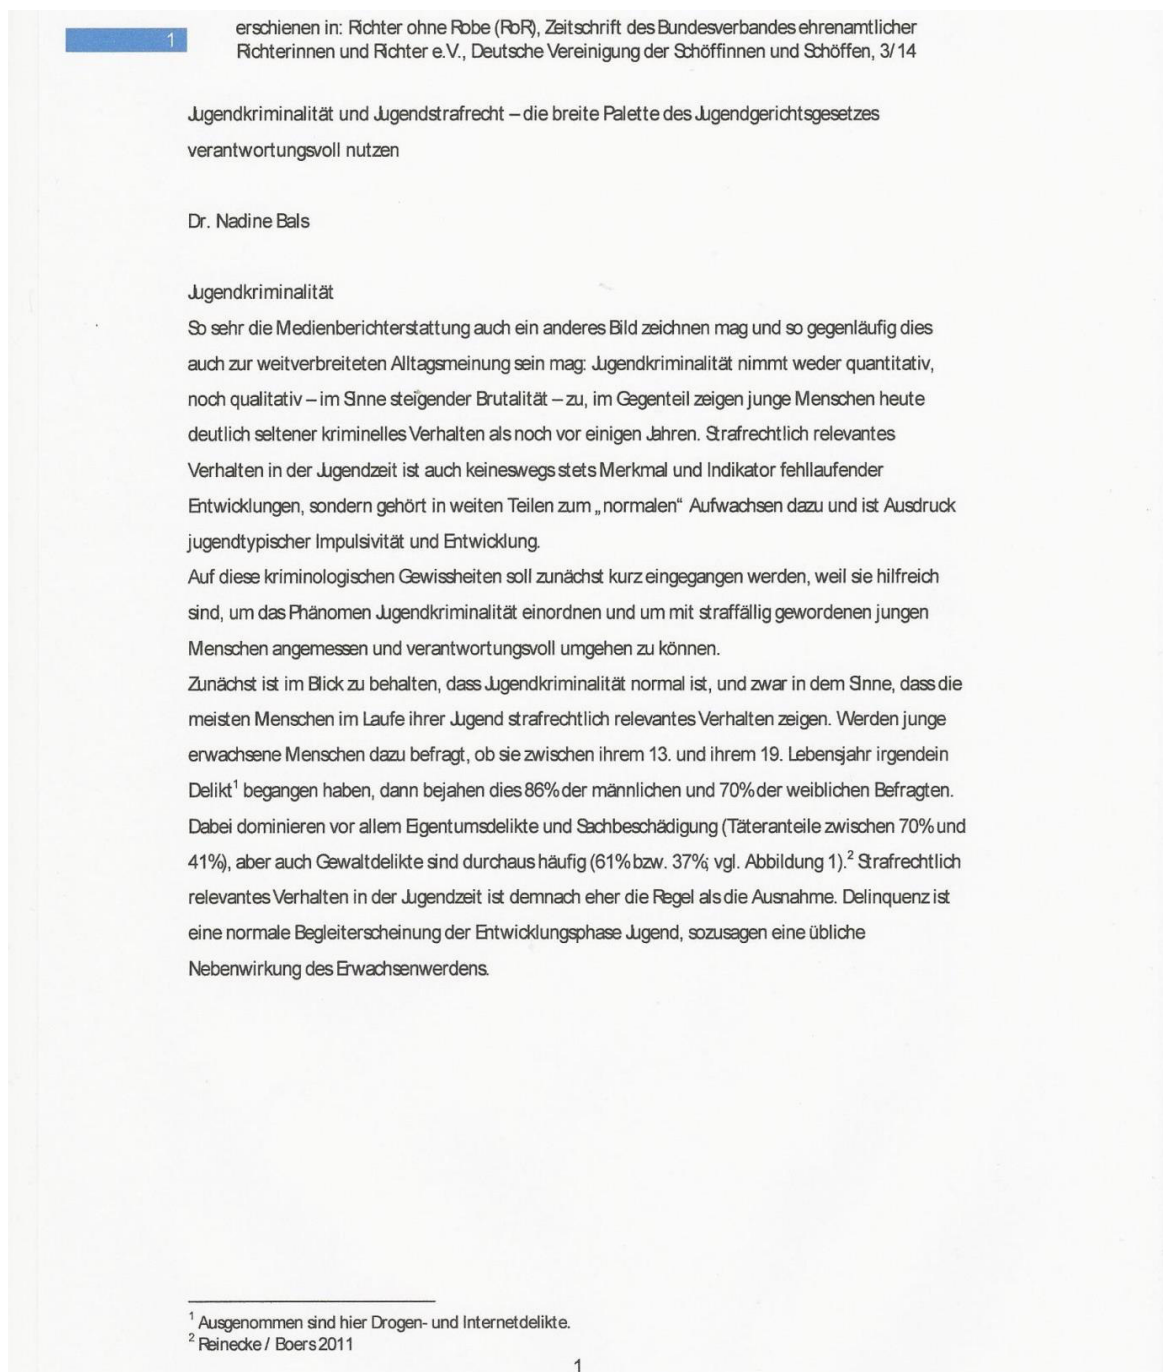 1
erschienen in: Richter ohne Robe (RoR), Zeitschrift des Bundesverbandes ehrenamtlicher
Richterinnen und Richter e.V., Deutsche Vereinigung der Schöffinnen und Schöffen, 3/14
Jugendkriminalität und Jugendstrafrecht – die breite Palette des Jugendgerichtsgesetzes
verantwortungsvoll nutzen
Dr. Nadine Bals
Jugendkriminalität
So sehr die Medienberichterstattung auch ein anderes Bild zeichnen mag und so gegenläufig dies
auch zur weitverbreiteten Alltagsmeinung sein mag: Jugendkriminalität nimmt weder quantitativ,
noch qualitativ – im Sinne steigender Brutalität – zu, im Gegenteil zeigen junge Menschen heute
deutlich seltener kriminelles Verhalten als noch vor einigen Jahren. Strafrechtlich relevantes
Verhalten in der Jugendzeit ist auch keineswegs stets Merkmal und Indikator fehllaufender
Entwicklungen, sondern gehört in weiten Teilen zum „normalen“ Aufwachsen dazu und ist Ausdruck
jugendtypischer Impulsivität und Entwicklung.
Auf diese kriminologischen Gewissheiten soll zunächst kurz eingegangen werden, weil sie hilfreich
sind, um das Phänomen Jugendkriminalität einordnen und um mit straffällig gewordenen jungen
Menschen angemessen und verantwortungsvoll umgehen zu können.
Zunächst ist im Blick zu behalten, dass Jugendkriminalität normal ist, und zwar in dem Sinne, dass die
meisten Menschen im Laufe ihrer Jugend strafrechtlich relevantes Verhalten zeigen. Werden junge
erwachsene Menschen dazu befragt, ob sie zwischen ihrem 13. und ihrem 19. Lebensjahr irgendein
Delikt¹ begangen haben, dann bejahen dies 86% der männlichen und 70% der weiblichen Befragten.
Dabei dominieren vor allem Eigentumsdelikte und Sachbeschädigung (Täteranteile zwischen 70% und
41%), aber auch Gewaltdelikte sind durchaus häufig (61% bzw. 37%; vgl. Abbildung 1).² Strafrechtlich
relevantes Verhalten in der Jugendzeit ist demnach eher die Regel als die Ausnahme. Delinquenz ist
eine normale Begleiterscheinung der Entwicklungsphase Jugend, sozusagen eine übliche
Nebenwirkung des Erwachsenwerdens.
¹ Ausgenommen sind hier Drogen- und Internetdelikte.
² Reinecke / Boers 2011
1